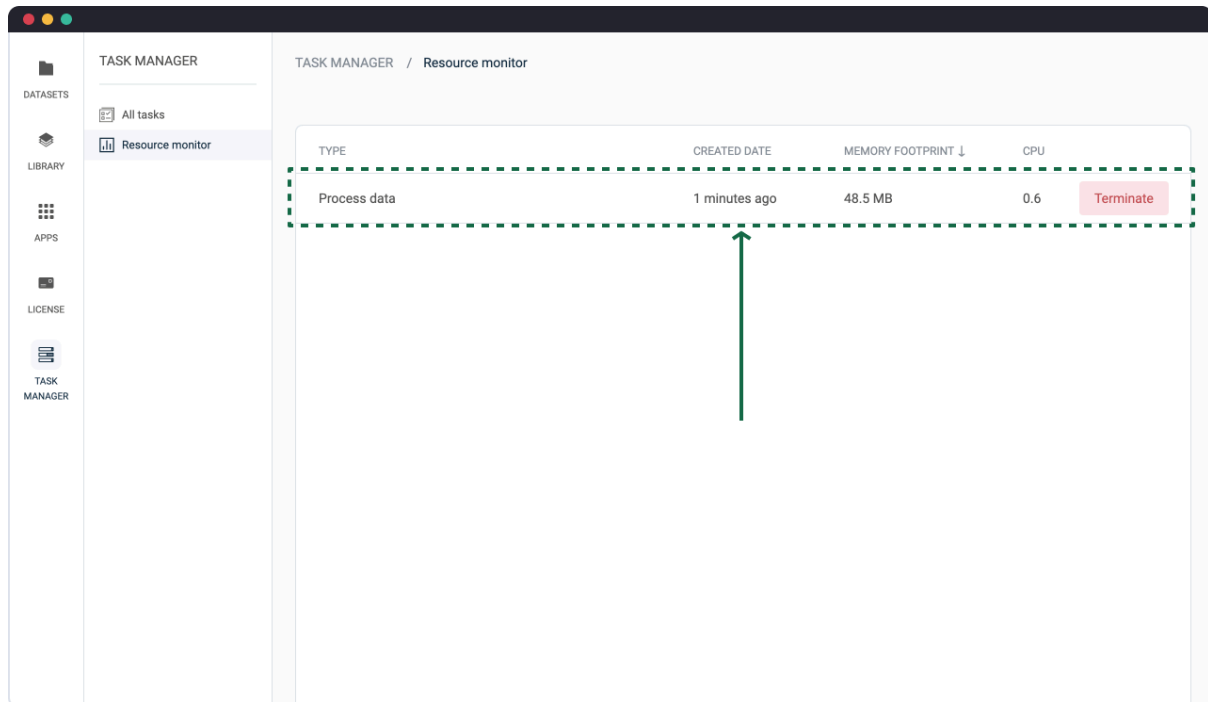 DATASETS
LIBRARY
APPS
LICENSE
TASK
MANAGER
TASK MANAGER
All tasks
Resource monitor
TASK MANAGER / Resource monitor
TYPE CREATED DATE MEMORY FOOTPRINT ↓ CPU
Process data 1 minutes ago 48.5 MB 0.6 Terminate